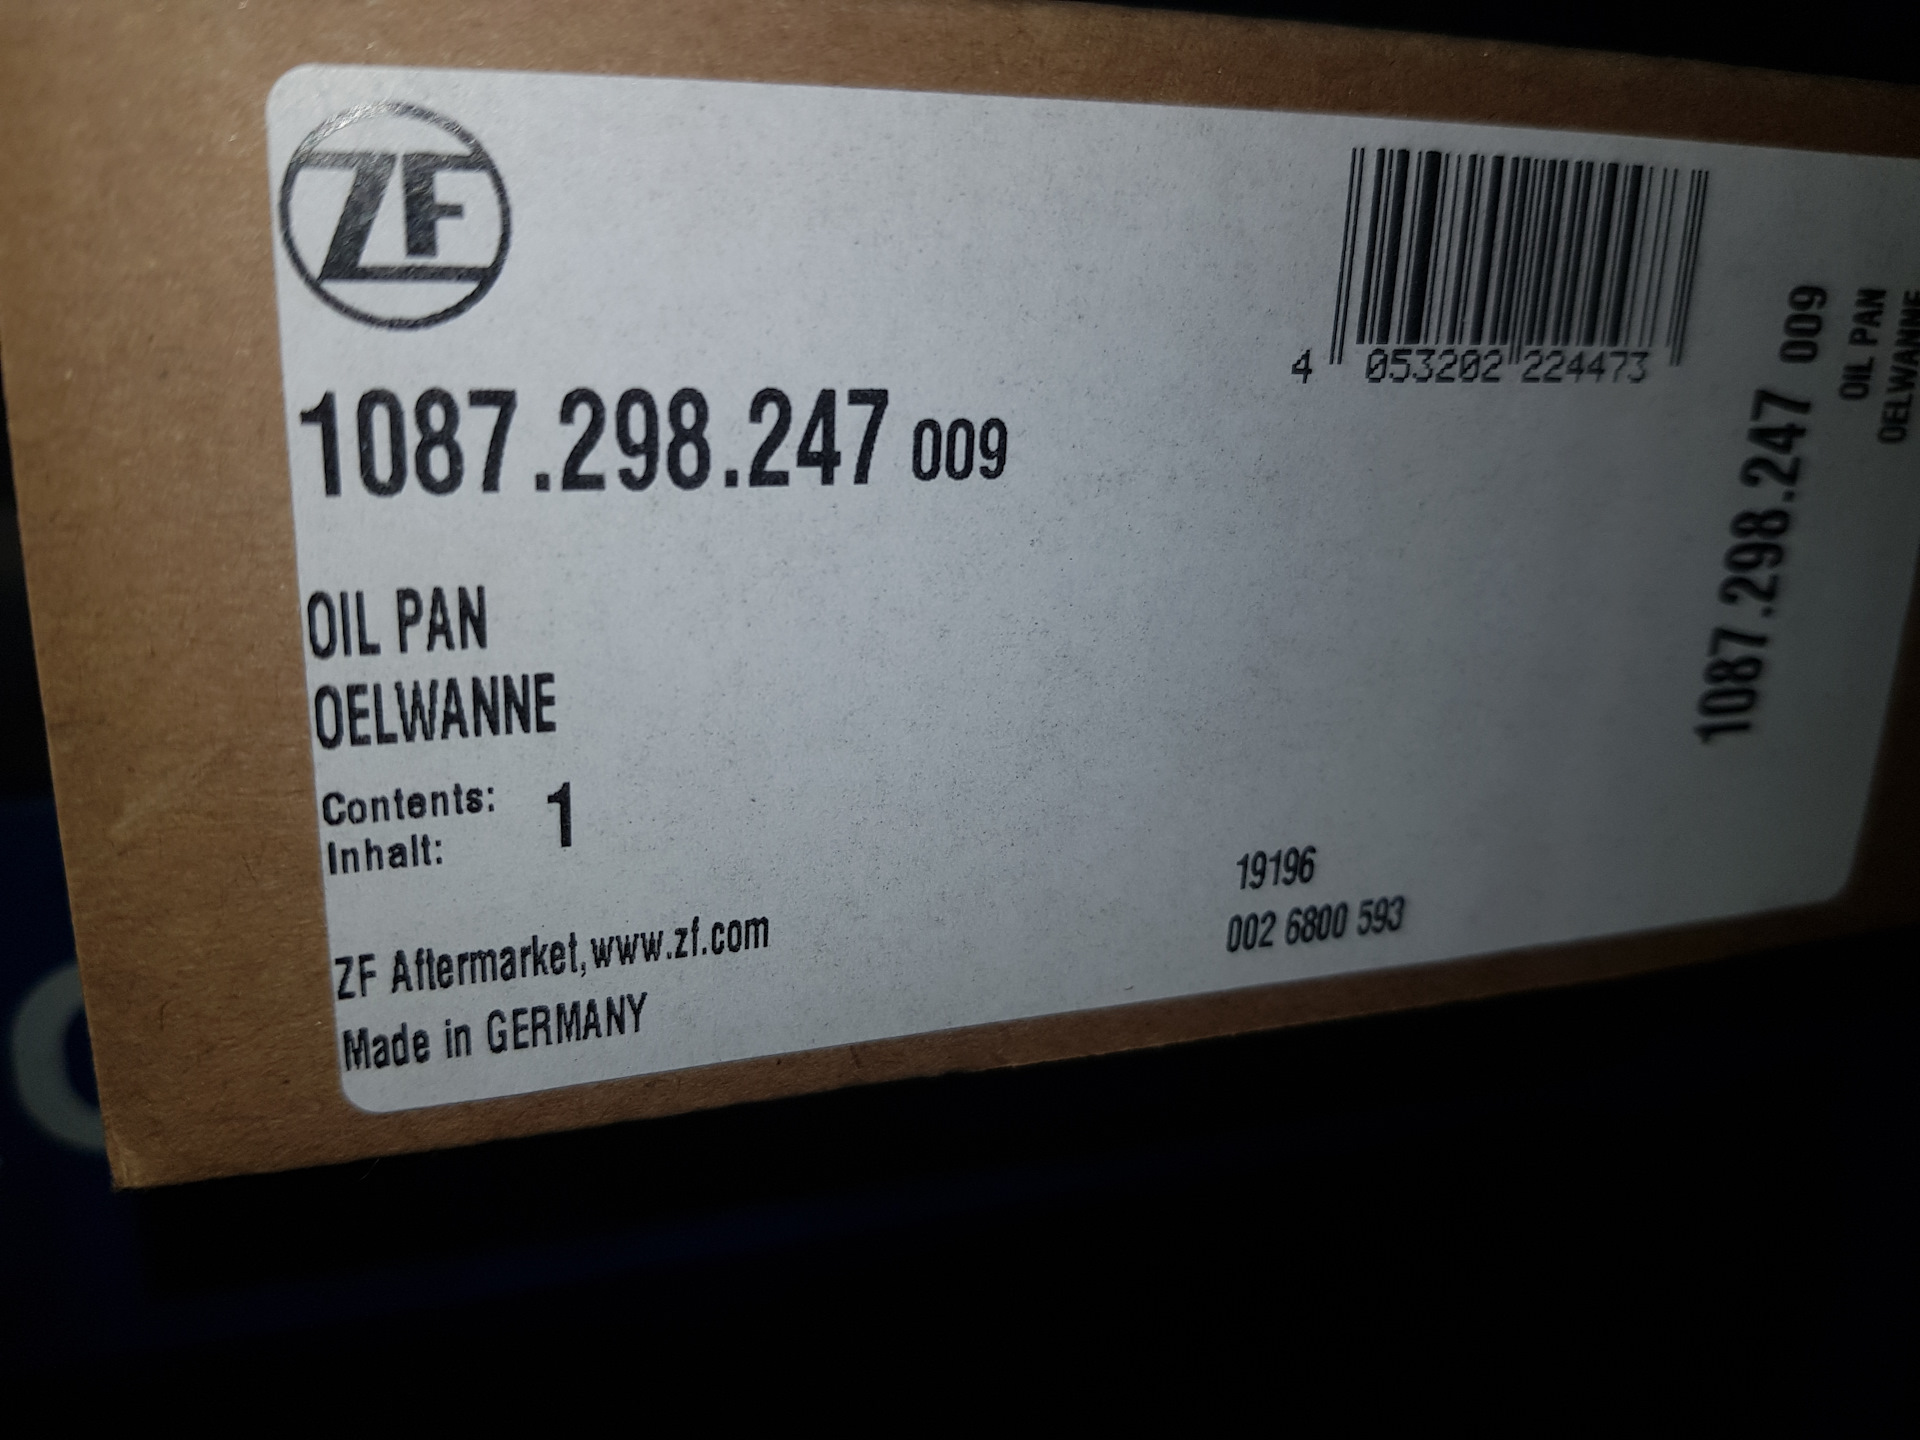 ZF
4 053202 224473
1087.298.247 009
OIL PAN
OELWANNE
Contents: 1
Inhalt:
ZF Aftermarket,www.zf.com
Made in GERMANY
19196
002 6800 593
1087.298.247 009
OIL PAN
OELWANNE